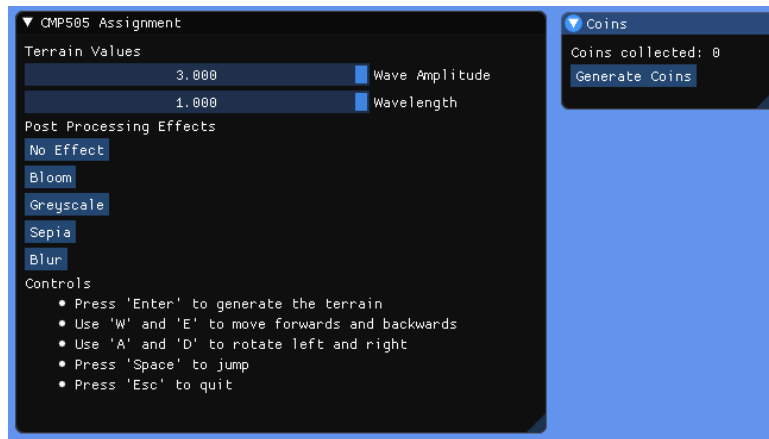 CMP505 Assignment
Terrain Values
3.000 Wave Amplitude
1.000 Wavelength
Post Processing Effects
No Effect
Bloom
Greyscale
Sepia
Blur
Controls
Press 'Enter' to generate the terrain
Use 'W' and 'E' to move forwards and backwards
Use 'A' and 'D' to rotate left and right
Press 'Space' to jump
Press 'Esc' to quit
Coins
Coins collected: 0
Generate Coins